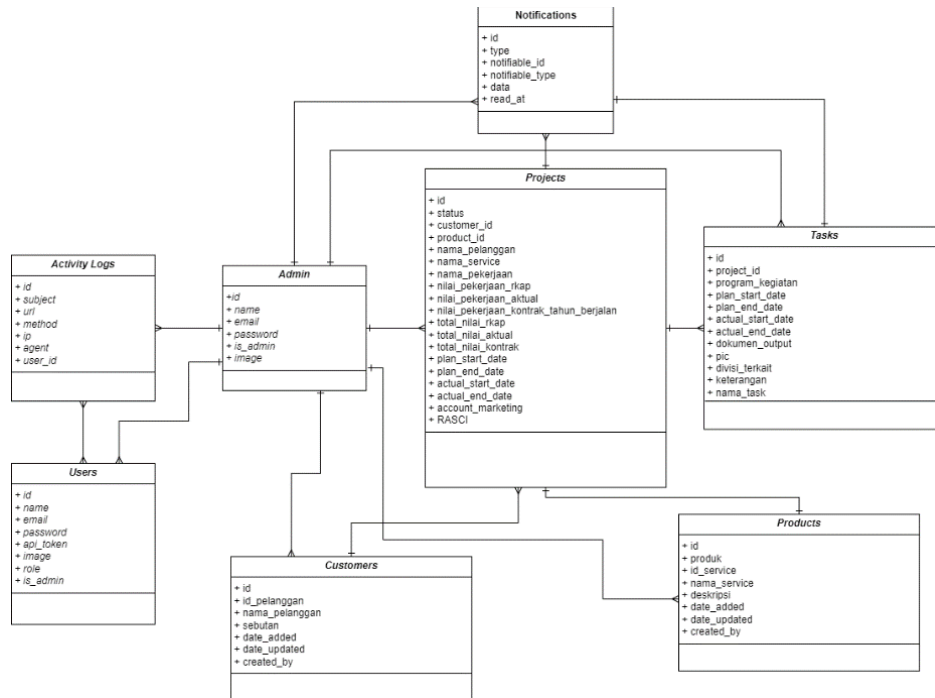 Notifications
+ id
+ type
+ notifiable_id
+ notifiable_type
+ data
+ read_at
Projects
+ id
+ status
+ customer_id
+ product_id
+ nama_pelanggan
+ nama_service
+ nama_pekerjaan
+ nilai_pekerjaan_rkap
+ nilai_pekerjaan_aktual
+ nilai_pekerjaan_kontrak_tahun_berjalan
+ total_nilai_rkap
+ total_nilai_aktual
+ total_nilai_kontrak
+ plan_start_date
+ plan_end_date
+ actual_start_date
+ actual_end_date
+ account_marketing
+ RASCI
Tasks
+ id
+ project_id
+ program_kegiatan
+ plan_start_date
+ plan_end_date
+ actual_start_date
+ actual_end_date
+ dokumen_output
+ pic
+ divisi_terkait
+ keterangan
+ nama_task
Activity Logs
+ id
+ subject
+ url
+ method
+ ip
+ agent
+ user_id
Admin
+id
+ name
+ email
+ password
+ is_admin
+ image
Users
+ id
+ name
+ email
+ password
+ api_token
+ image
+ role
+ is_admin
Customers
+ id
+ id_pelanggan
+ nama_pelanggan
+ sebutan
+ date_added
+ date_updated
+ created_by
Products
+ id
+ produk
+ id_service
+ nama_service
+ deskripsi
+ date_added
+ date_updated
+ created_by